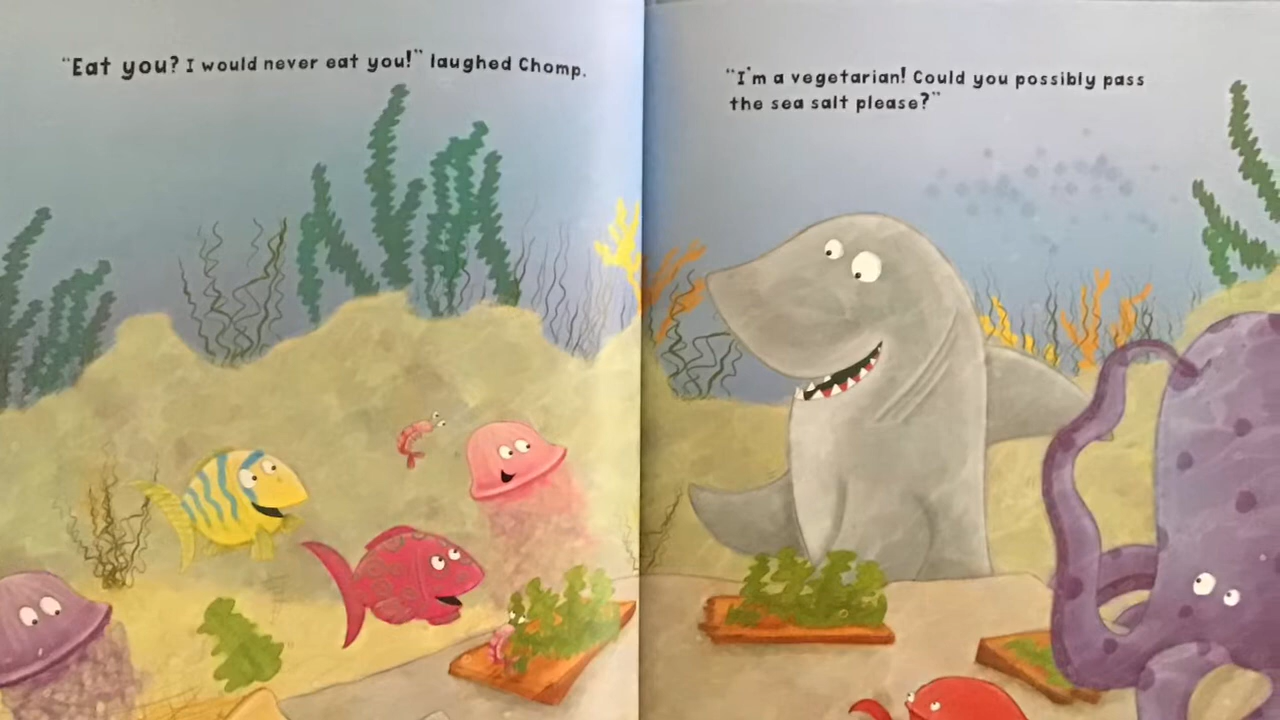 "Eat you? I would never eat you!" laughed Chomp.
"I'm a vegetarian! Could you possibly pass
the sea salt please?"